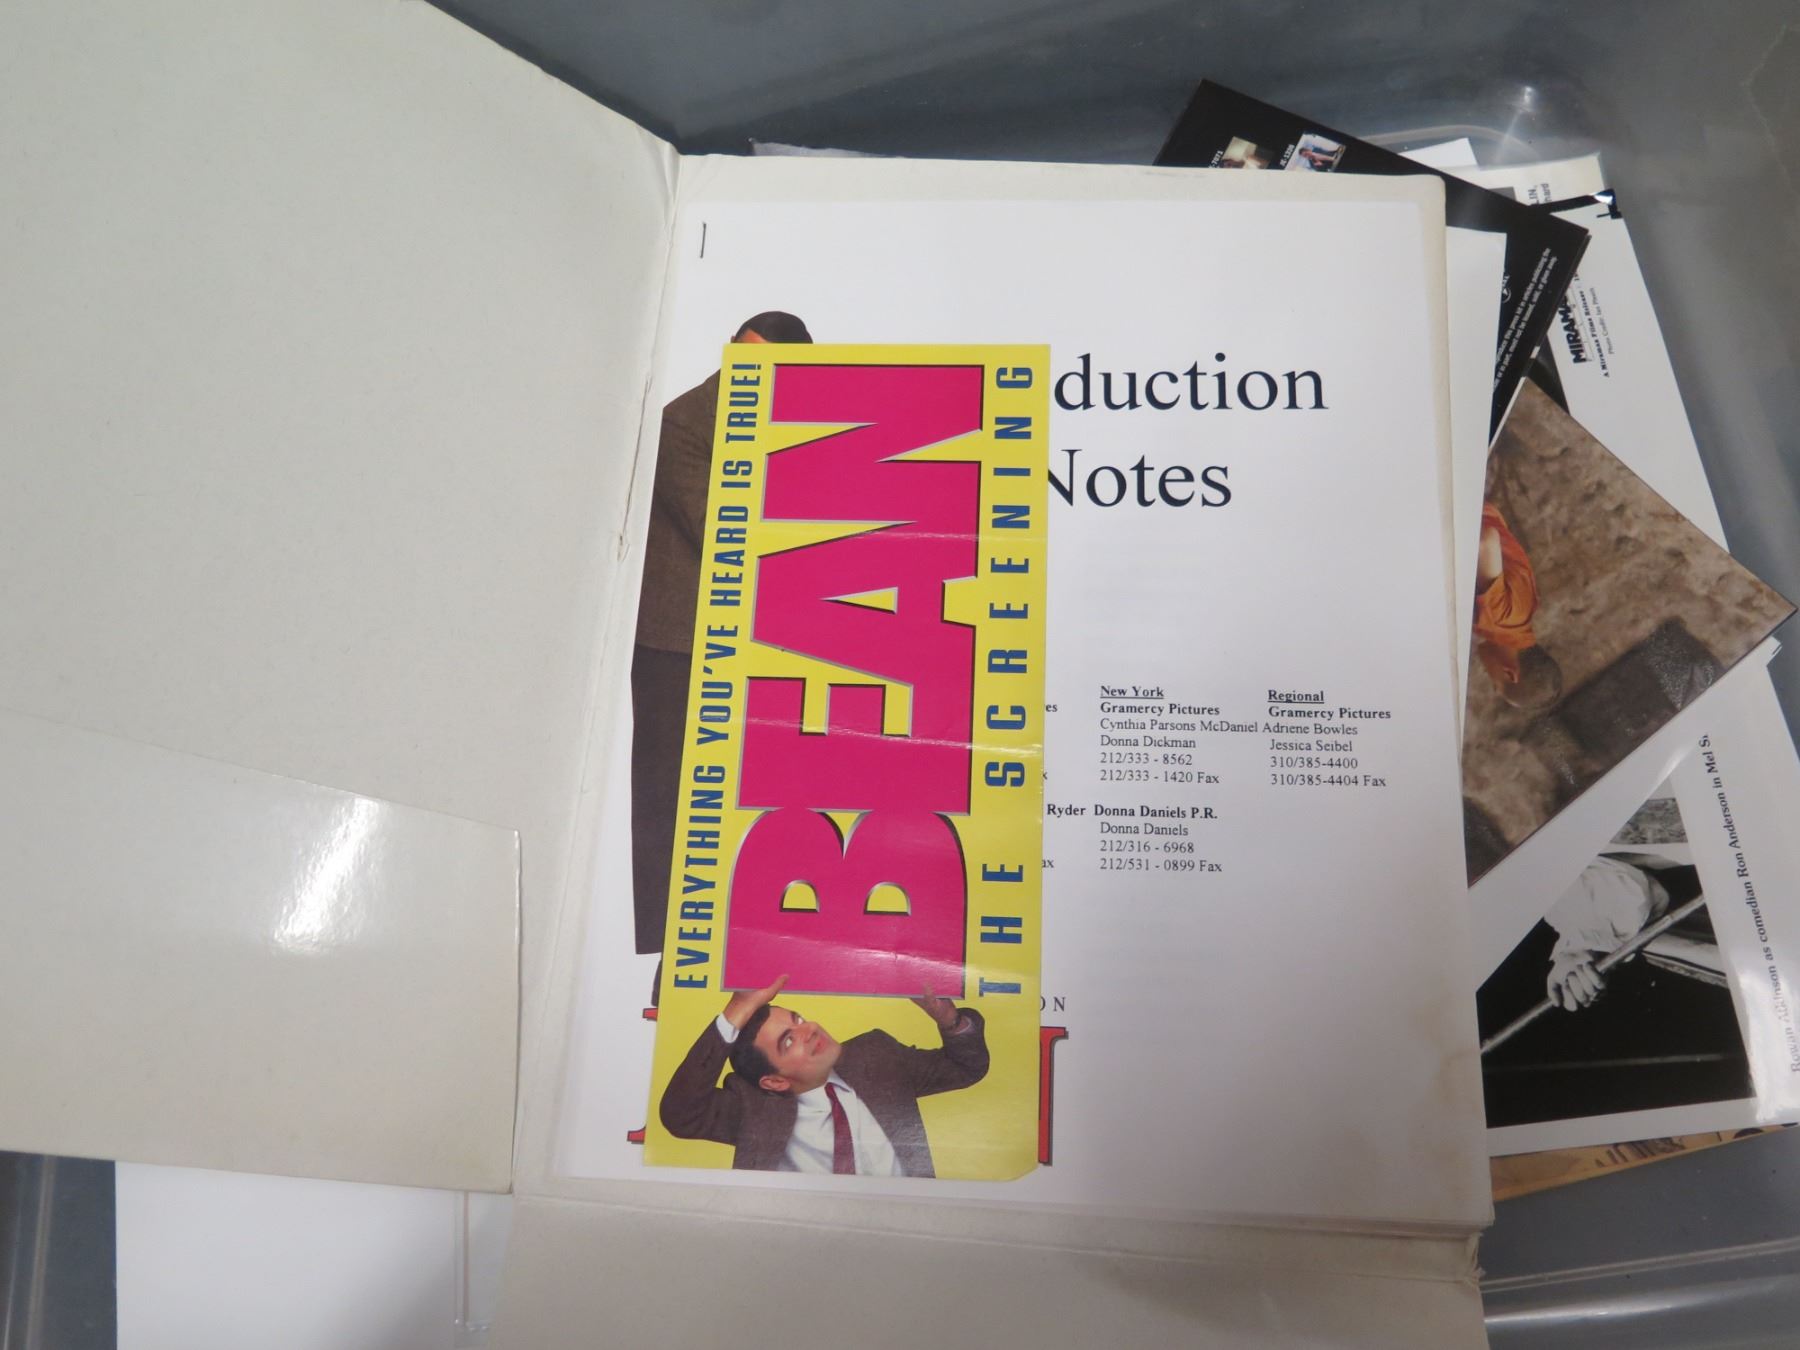 EVERYTHING YOU'VE HEARD IS TRUE!
BEAN
THE SCREENING
duction
Notes
New York
Gramercy Pictures
Cynthia Parsons McDaniel
Donna Dickman
212/333 - 8562
212/333 - 1420 Fax
Regional
Gramercy Pictures
Adriene Bowles
Jessica Seibel
310/385-4400
310/385-4404 Fax
Ryder
Donna Daniels P.R.
Donna Daniels
212/316 - 6968
212/531 - 0899 Fax
ON
A Miramax Films Release
Rowan Atkinson as comedian Ron Anderson in Mel